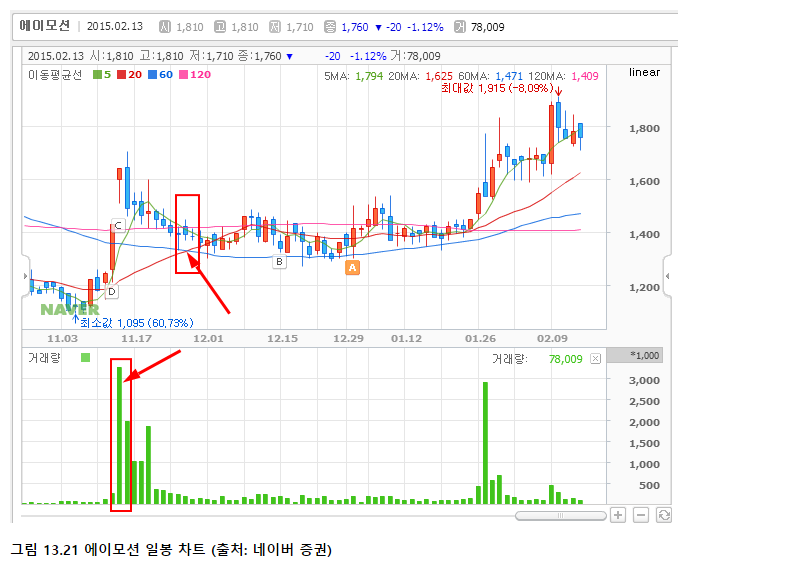 에이모션 2015.02.13 시 1,810 고 1,810 저 1,710 종 1,760 ▼ -20 -1.12% 거 78,009
2015.02.13 시:1,810 고:1,810 저:1,710 종:1,760 ▼ -20 -1.12% 거:78,009
이동평균선 5 20 60 120
5MA: 1,794 20MA: 1,625 60MA: 1,471 120MA: 1,409
linear
최대값 1,915 (-8,09%)
1,800
1,600
C
1,400
B
A
D
1,200
NAVER
최소값 1,095 (60,73%)
11.03 11.17 12.01 12.15 12.29 01.12 01.26 02.09
거래량
거래량: 78,009
*1,000
3,000
2,500
2,000
1,500
1,000
500
그림 13.21 에이모션 일봉 차트 (출처: 네이버 증권)